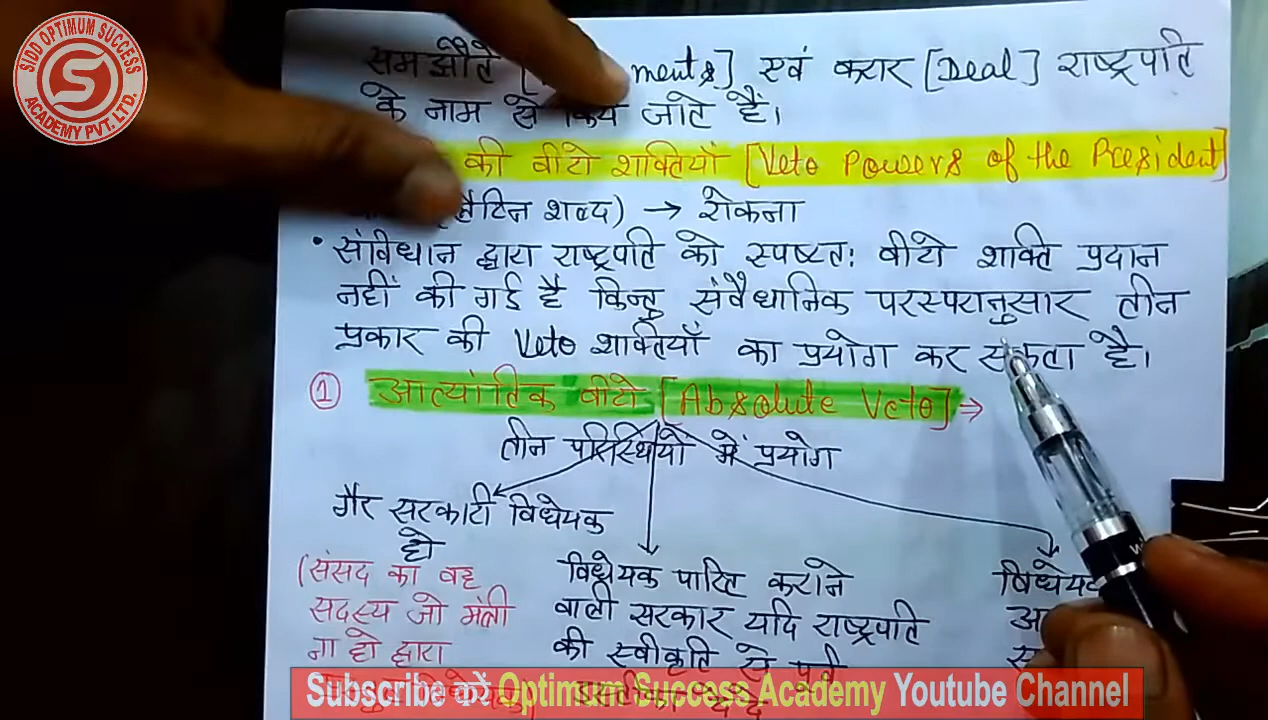 SIDD OPTIMUM SUCCESS
ACADEMY PVT. LTD.
समझौते [ ments] एवं करार [Deal] राष्ट्रपति
के नाम से किये जाते हैं।
की वीटो शक्तियाँ [Veto Powers of the President]
(लैटिन शब्द) → रोकना
• संविधान द्वारा राष्ट्रपति को स्पष्टत: वीटो शक्ति प्रदान
नहीं की गई है किन्तु संवैधानिक परम्परानुसार तीन
प्रकार की Veto शक्तियाँ का प्रयोग कर सकता है।
① आत्यांतिक वीटो [Absolute Veto] ⇒
तीन परिस्थियों में प्रयोग
गैर सरकारी विधेयक
हो
(संसद का वह
सदस्य जो मंत्री
ना हो द्वारा
विधेयक पारित कराने
वाली सरकार यदि राष्ट्रपति
की स्वीकृति से पूर्व
Subscribe करें Optimum Success Academy Youtube Channel